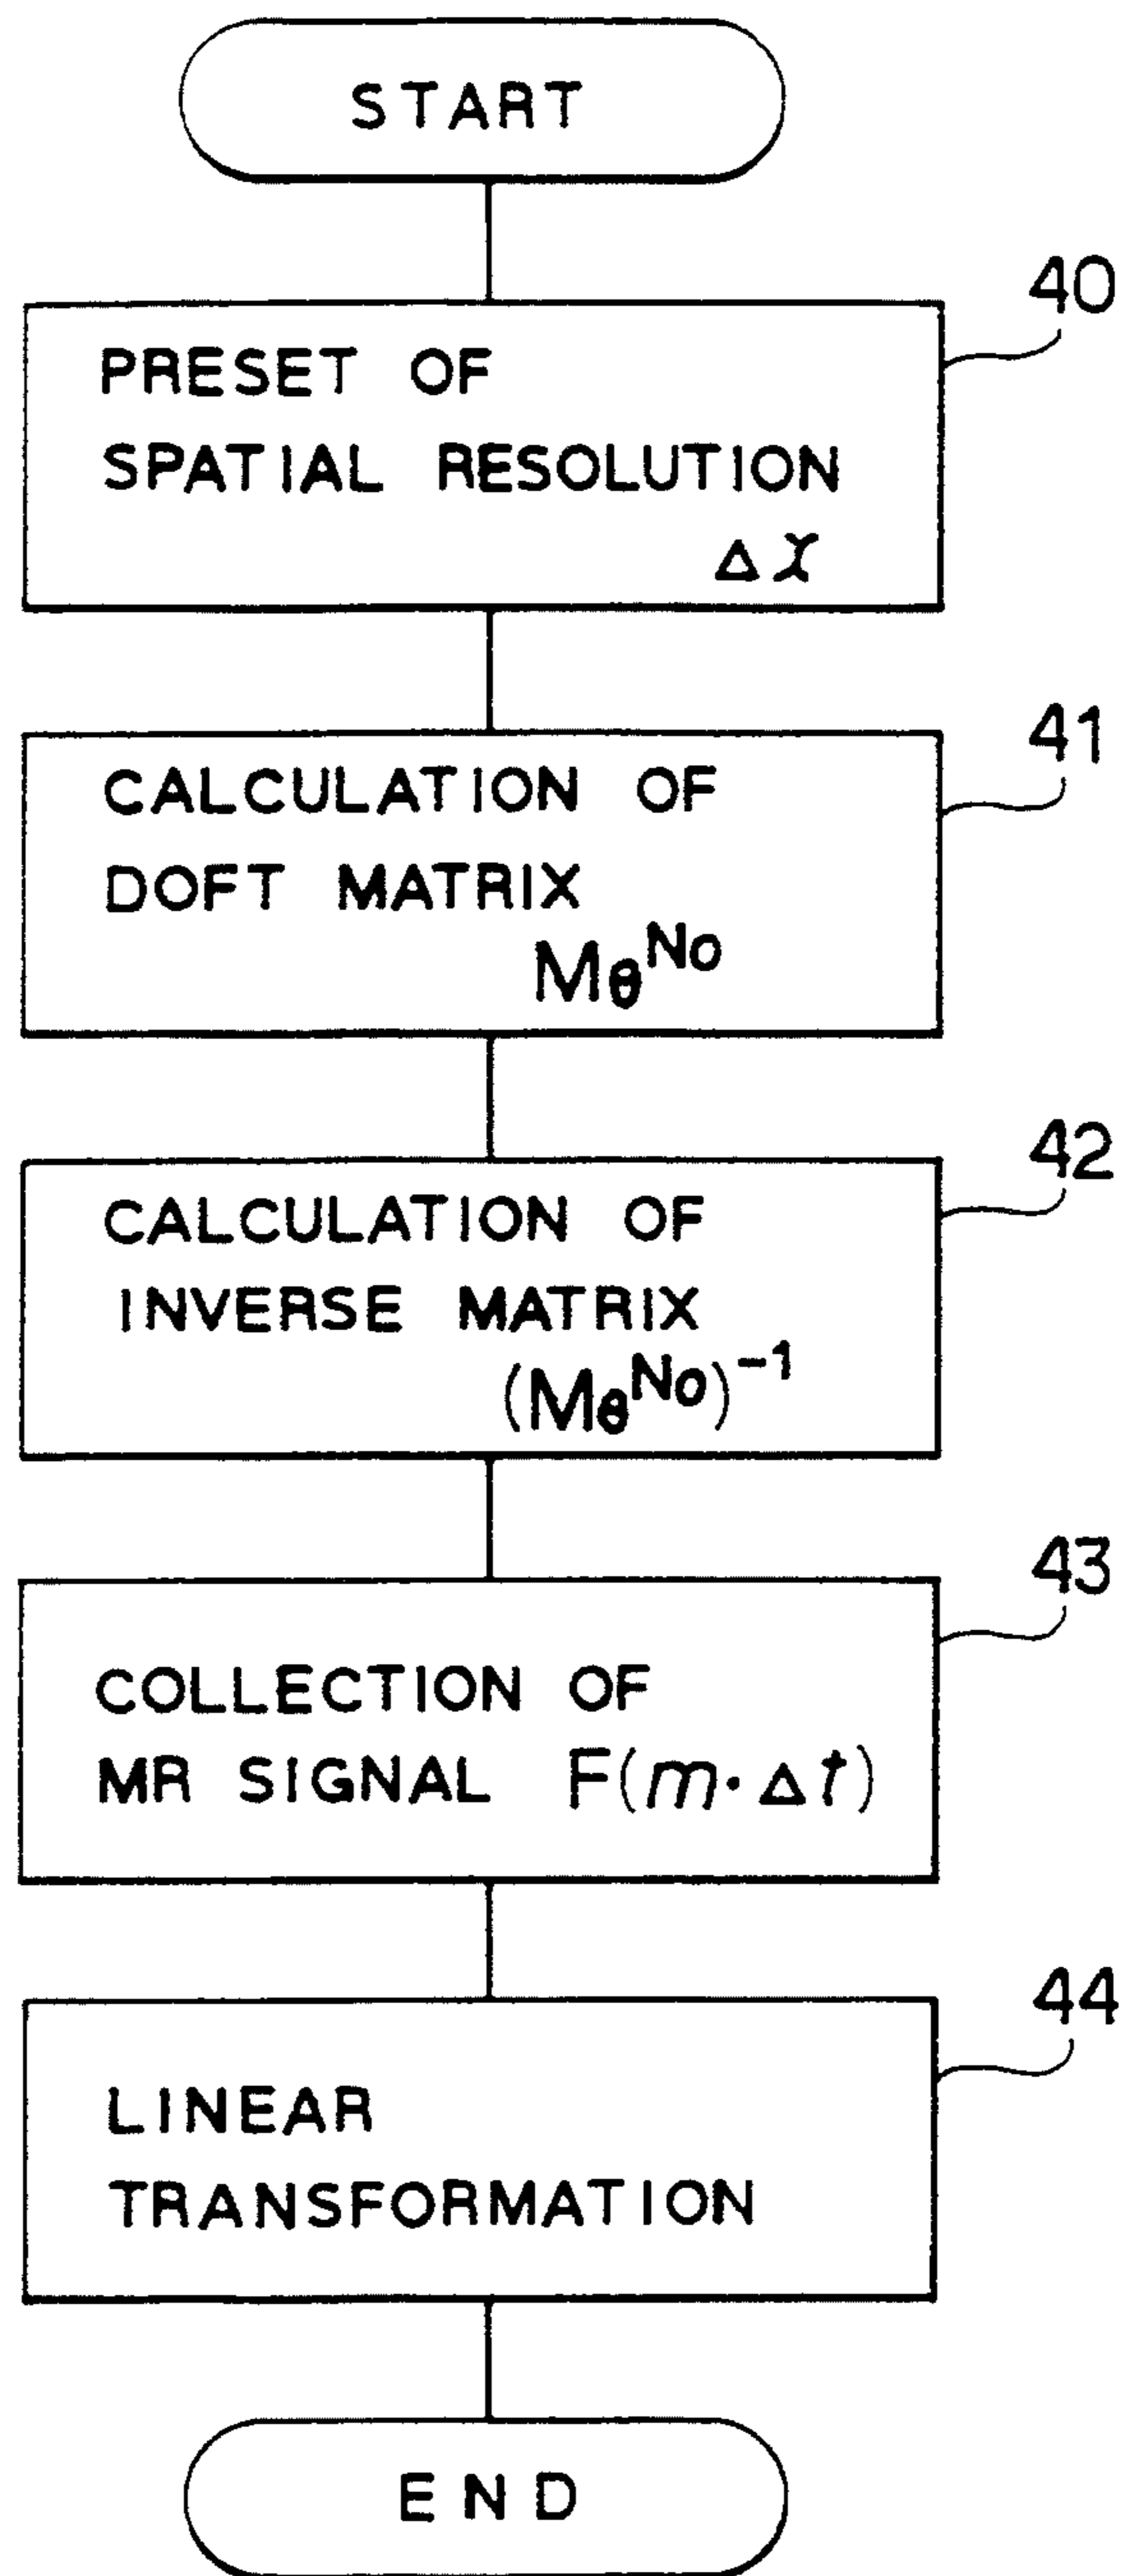 START
40
PRESET OF
SPATIAL RESOLUTION
Δx
41
CALCULATION OF
DOFT MATRIX
Mθ^No
42
CALCULATION OF
INVERSE MATRIX
(Mθ^No)^-1
43
COLLECTION OF
MR SIGNAL F(m·Δt)
44
LINEAR
TRANSFORMATION
END